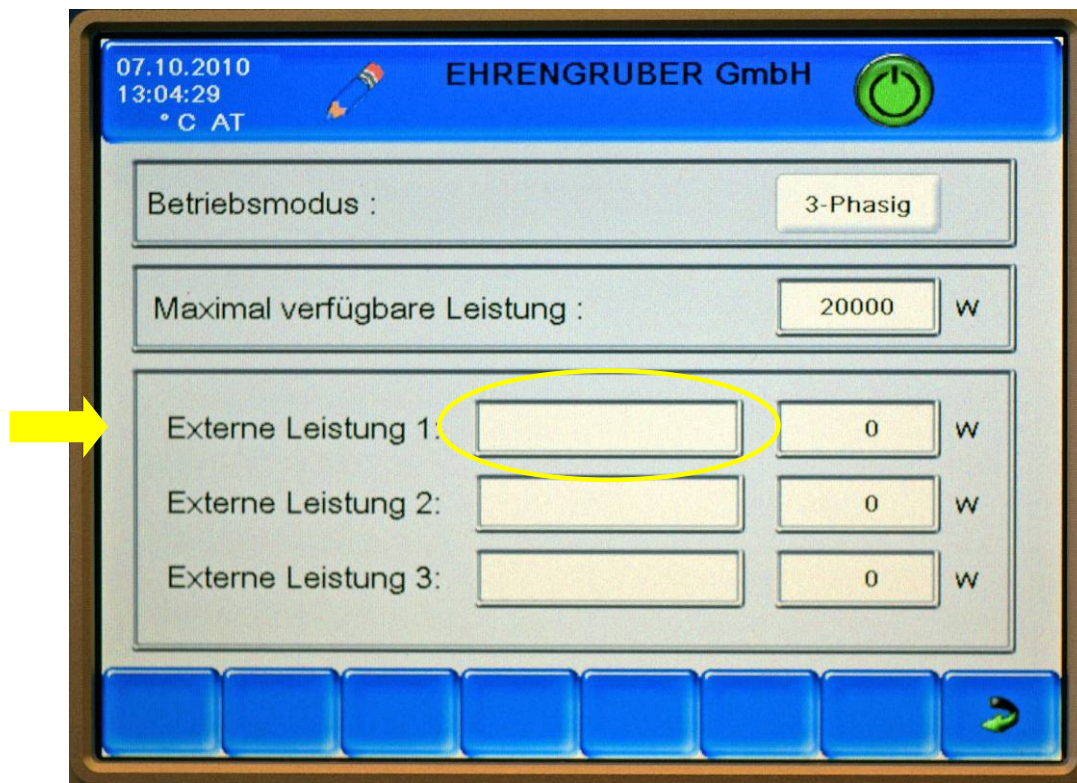 07.10.2010
13:04:29
° C AT
EHRENGRUBER GmbH
Betriebsmodus : 3-Phasig
Maximal verfügbare Leistung : 20000 W
Externe Leistung 1: 0 W
Externe Leistung 2: 0 W
Externe Leistung 3: 0 W